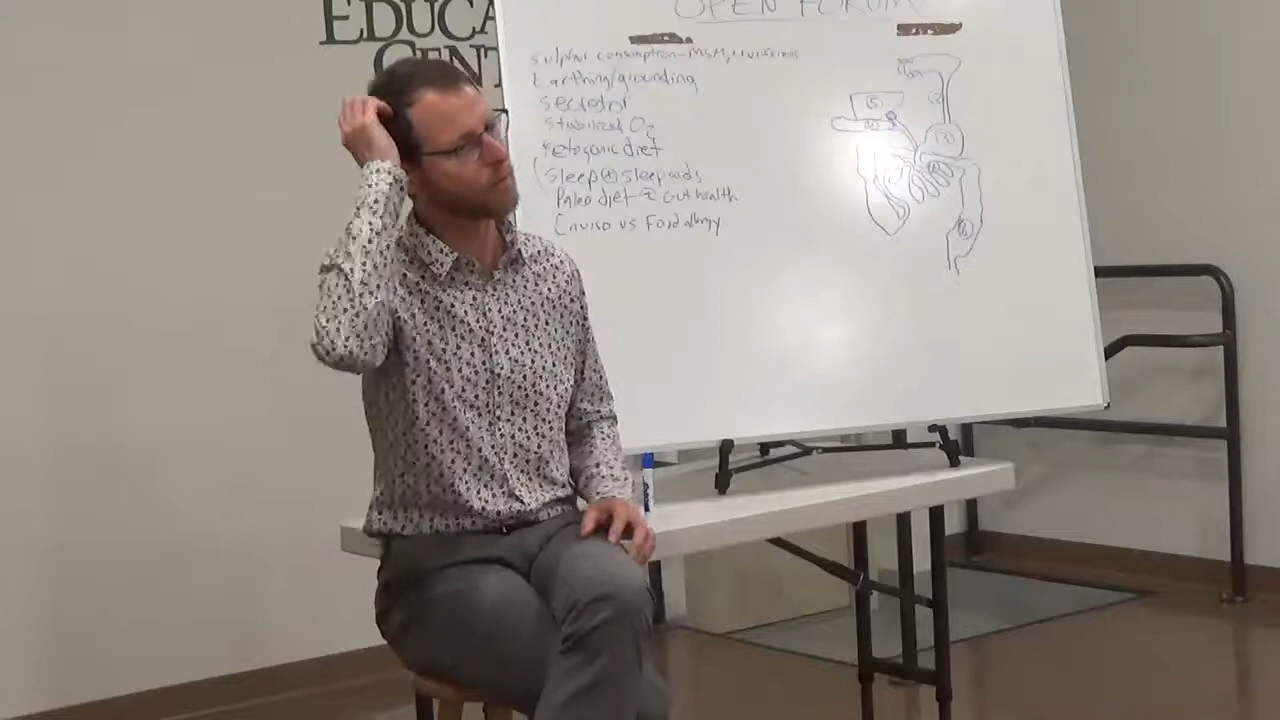 EDUCA
CENT
OPEN FORUM
Sulphur consumption - MSM,
Earthing/grounding
secretin
Stabilized O2
Ketogenic diet
Sleep sleep aids
Paleo diet gut health
vs Food allergy